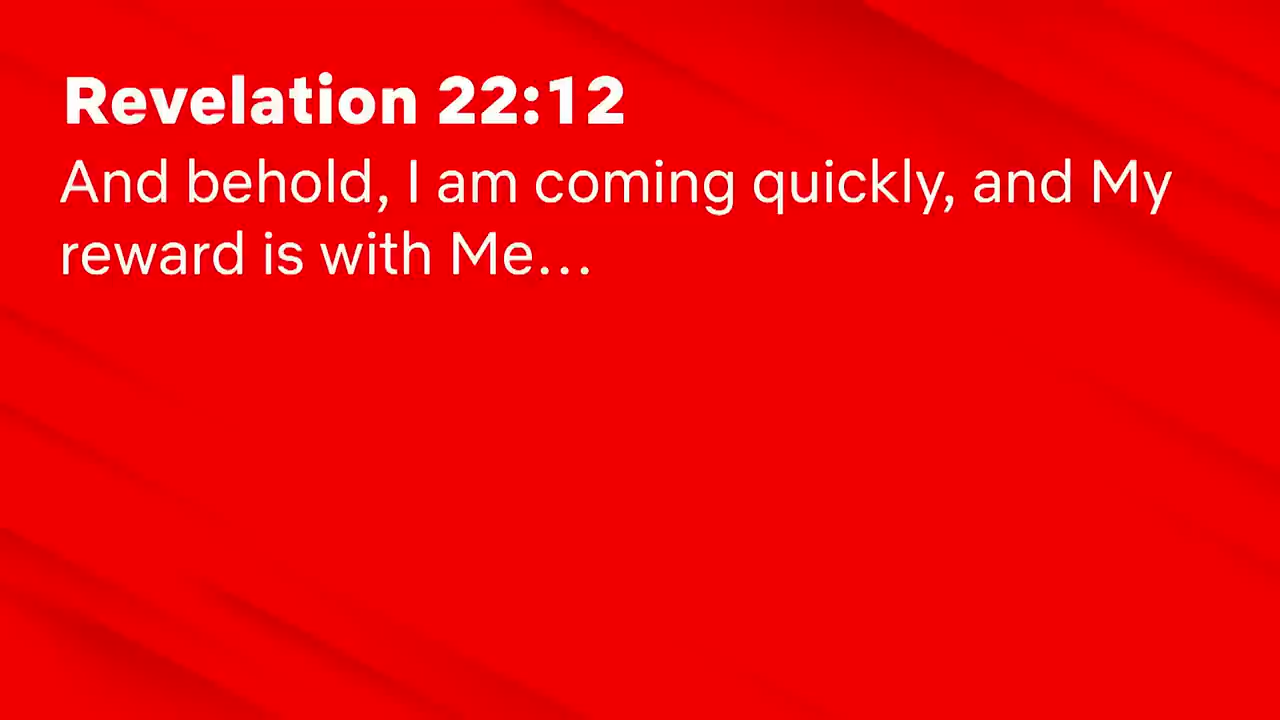 Revelation 22:12
And behold, I am coming quickly, and My
reward is with Me...